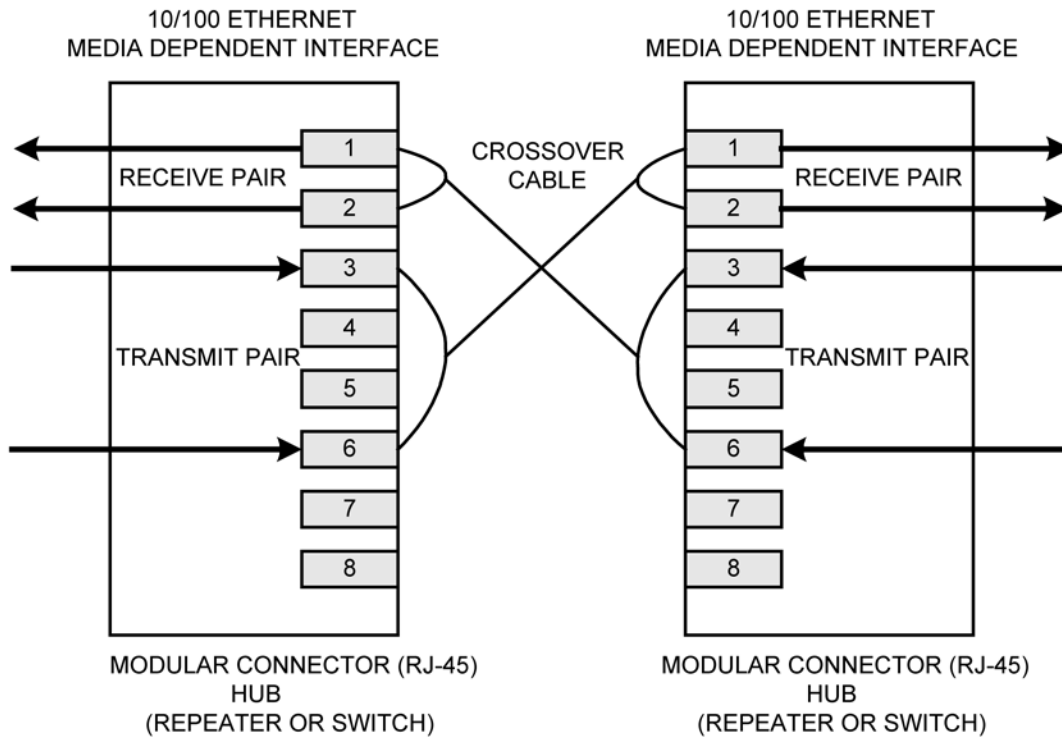 10/100 ETHERNET
MEDIA DEPENDENT INTERFACE
10/100 ETHERNET
MEDIA DEPENDENT INTERFACE
1
RECEIVE PAIR
2
3
4
TRANSMIT PAIR
5
6
7
8
CROSSOVER
CABLE
1
RECEIVE PAIR
2
3
4
TRANSMIT PAIR
5
6
7
8
MODULAR CONNECTOR (RJ-45)
HUB
(REPEATER OR SWITCH)
MODULAR CONNECTOR (RJ-45)
HUB
(REPEATER OR SWITCH)